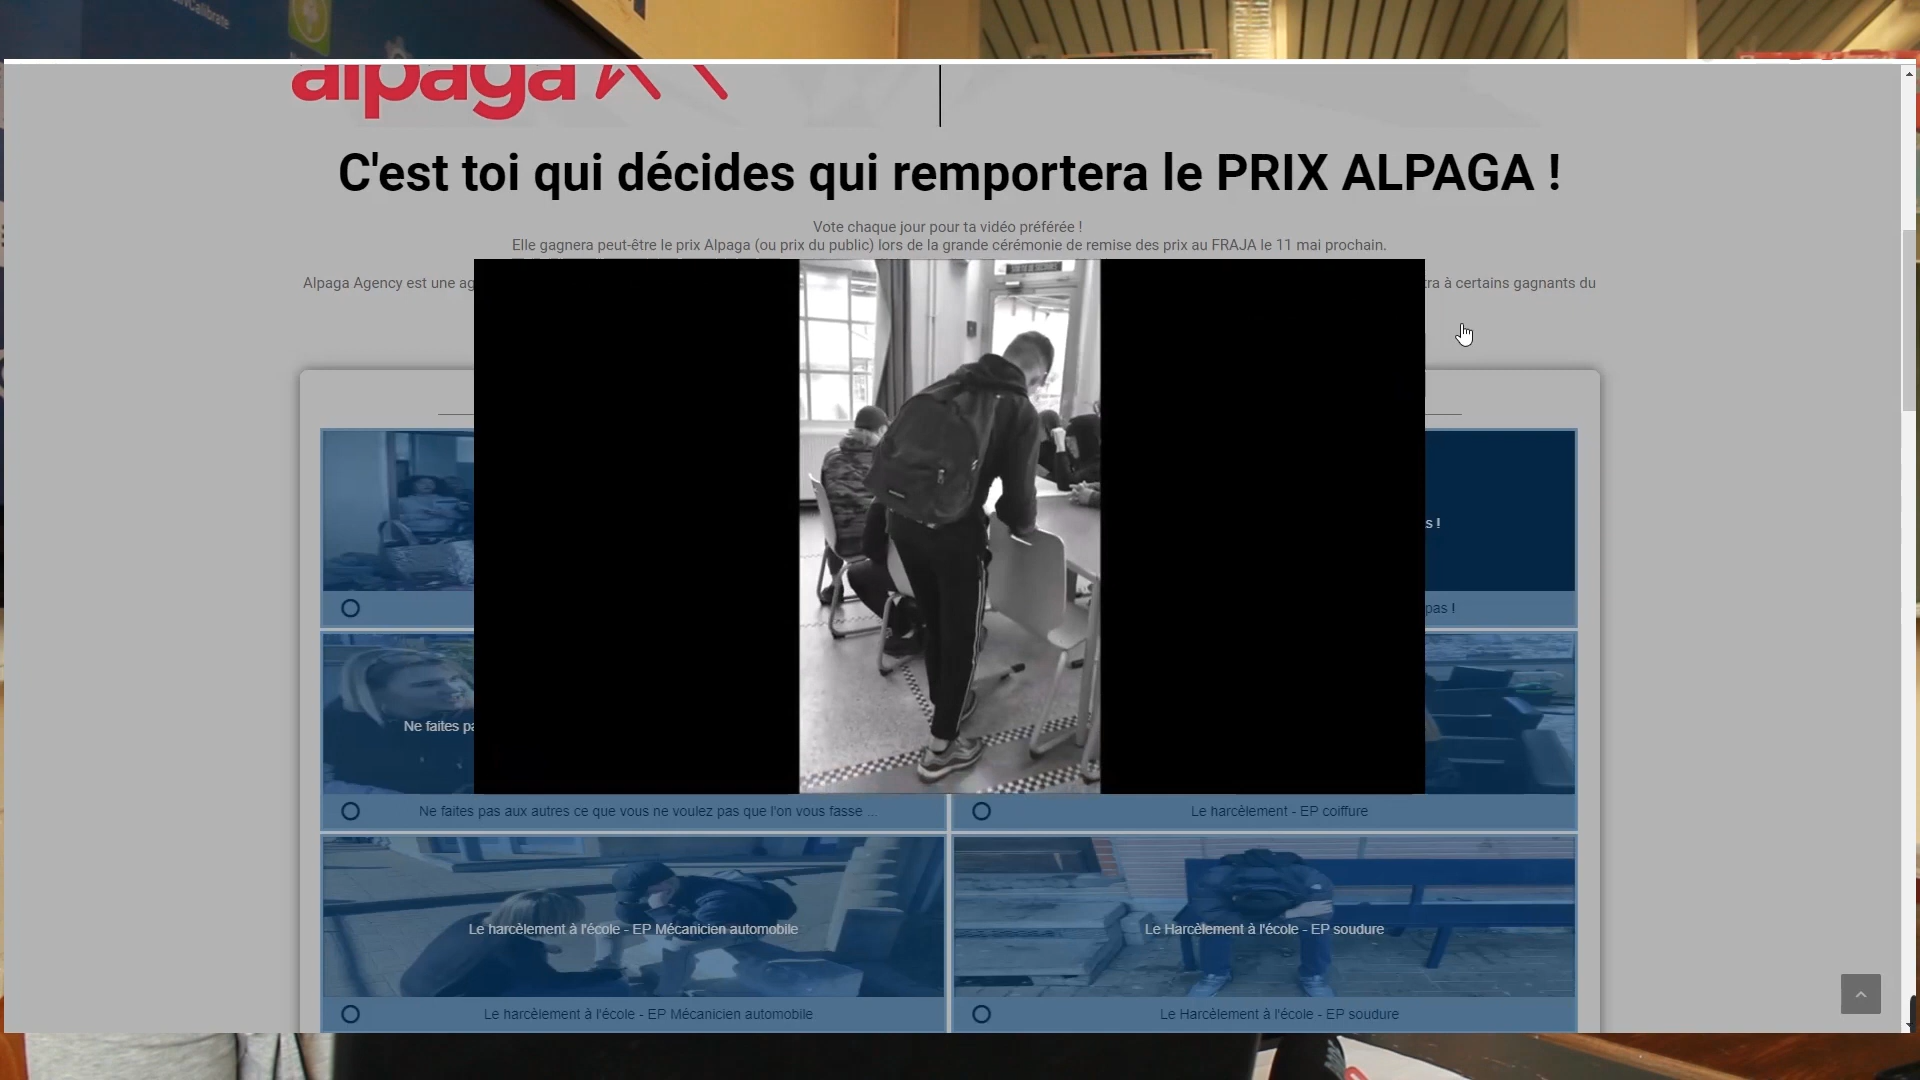 alpaga
C'est toi qui décides qui remportera le PRIX ALPAGA !
Vote chaque jour pour ta vidéo préférée !
Elle gagnera peut-être le prix Alpaga (ou prix du public) lors de la grande cérémonie de remise des prix au FRAJA le 11 mai prochain.
Alpaga Agency est une ag
tra à certains gagnants du
s !
pas !
Ne faites pa
Ne faites pas aux autres ce que vous ne voulez pas que l'on vous fasse ...
Le harcèlement - EP coiffure
Le harcèlement à l'école - EP Mécanicien automobile
Le Harcèlement à l'école - EP soudure
Le harcèlement à l'école - EP Mécanicien automobile
Le Harcèlement à l'école - EP soudure